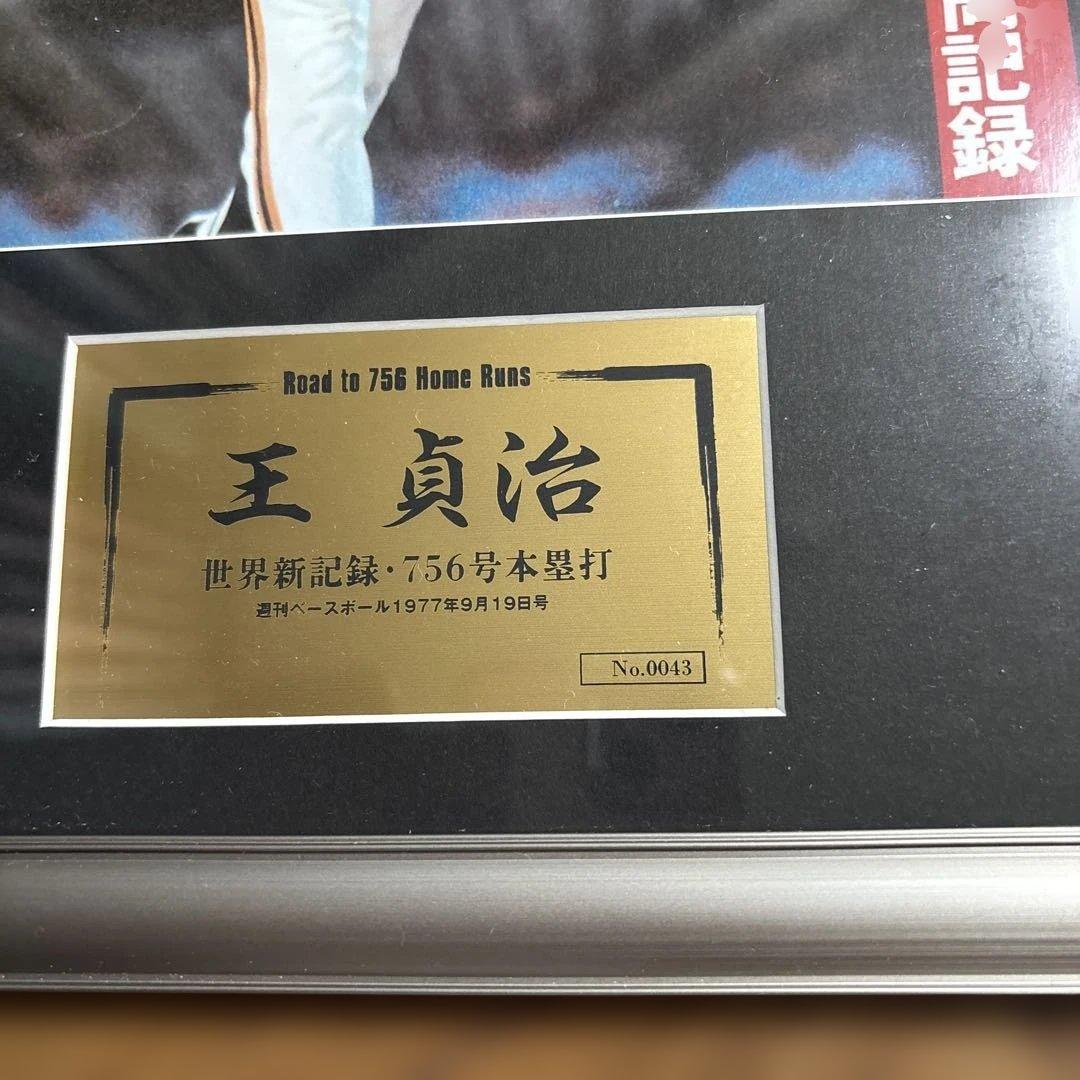 記録
Road to 756 Home Runs
王 貞治
世界新記録・756号本塁打
週刊ベースボール1977年9月19日号
No.0043